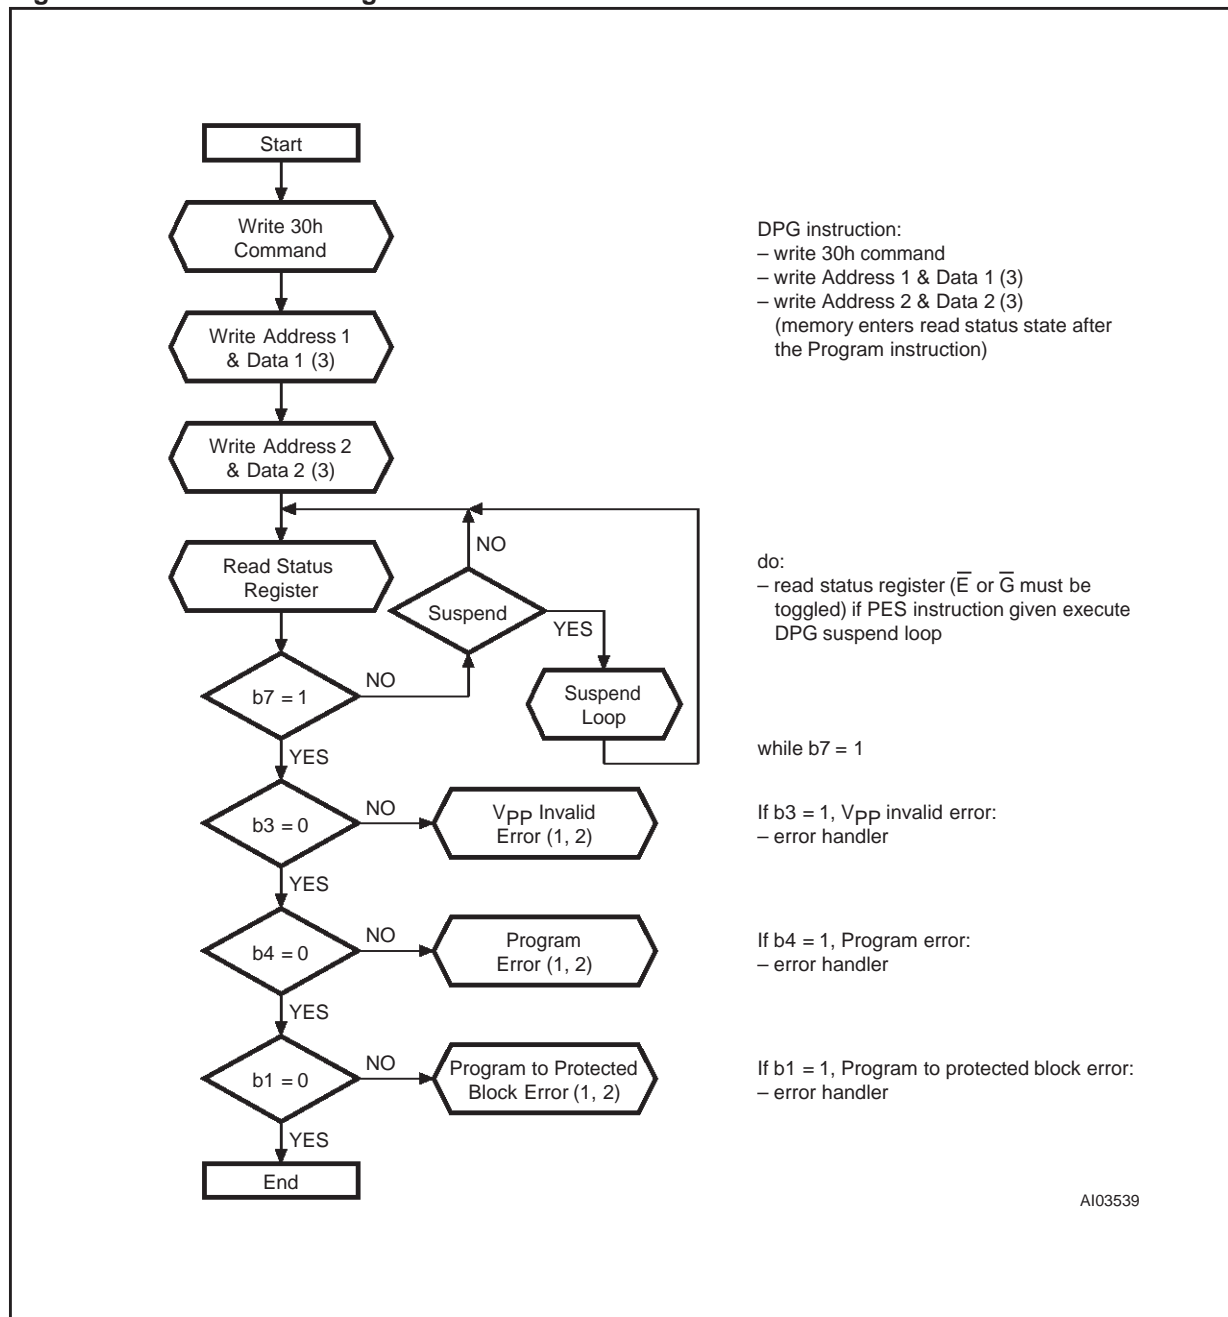 Start
Write 30h
Command
Write Address 1
& Data 1 (3)
Write Address 2
& Data 2 (3)
Read Status
Register
NO
Suspend
YES
Suspend
Loop
b7 = 1
NO
YES
b3 = 0
NO
VPP Invalid
Error (1, 2)
YES
b4 = 0
NO
Program
Error (1, 2)
YES
b1 = 0
NO
Program to Protected
Block Error (1, 2)
YES
End
DPG instruction:
– write 30h command
– write Address 1 & Data 1 (3)
– write Address 2 & Data 2 (3)
(memory enters read status state after
the Program instruction)
do:
– read status register (E̅ or G̅ must be
toggled) if PES instruction given execute
DPG suspend loop
while b7 = 1
If b3 = 1, VPP invalid error:
– error handler
If b4 = 1, Program error:
– error handler
If b1 = 1, Program to protected block error:
– error handler
AI03539